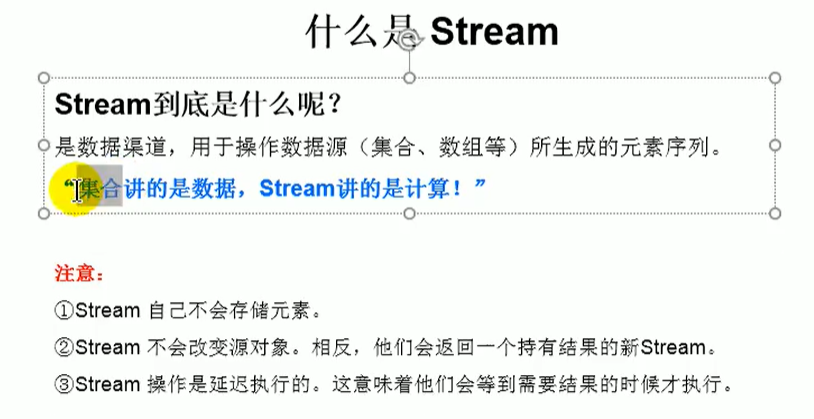 什么是 Stream
Stream到底是什么呢？
是数据渠道，用于操作数据源（集合、数组等）所生成的元素序列。
“集合讲的是数据，Stream讲的是计算！”
注意：
①Stream 自己不会存储元素。
②Stream 不会改变源对象。相反，他们会返回一个持有结果的新Stream。
③Stream 操作是延迟执行的。这意味着他们会等到需要结果的时候才执行。